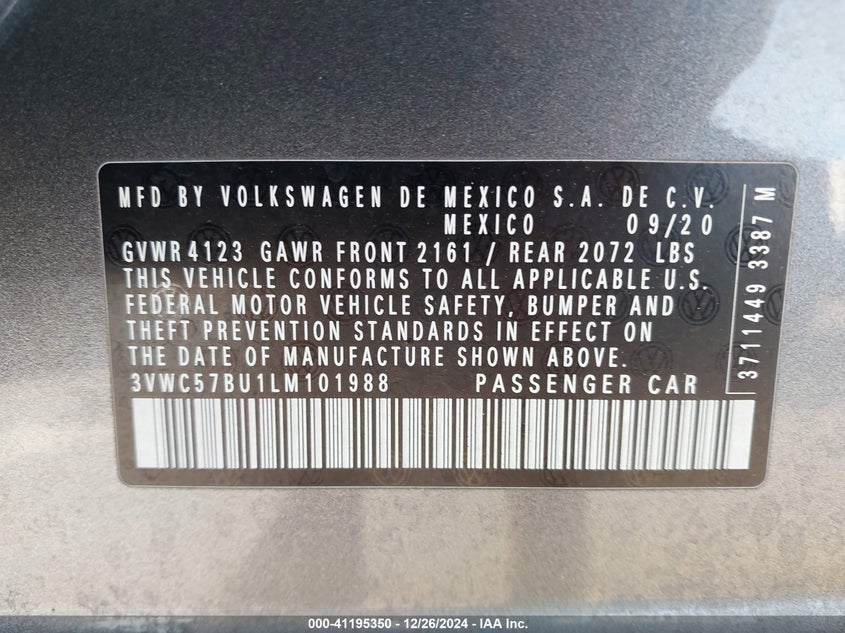 MFD BY VOLKSWAGEN DE MEXICO S.A. DE C.V.
MEXICO 09/20
GVWR 4123 GAWR FRONT 2161 / REAR 2072 LBS
THIS VEHICLE CONFORMS TO ALL APPLICABLE U.S.
FEDERAL MOTOR VEHICLE SAFETY, BUMPER AND
THEFT PREVENTION STANDARDS IN EFFECT ON
THE DATE OF MANUFACTURE SHOWN ABOVE.
3VWC57BU1LM101988 PASSENGER CAR
3711449 3387 M
000-41195350 - 12/26/2024 - IAA Inc.